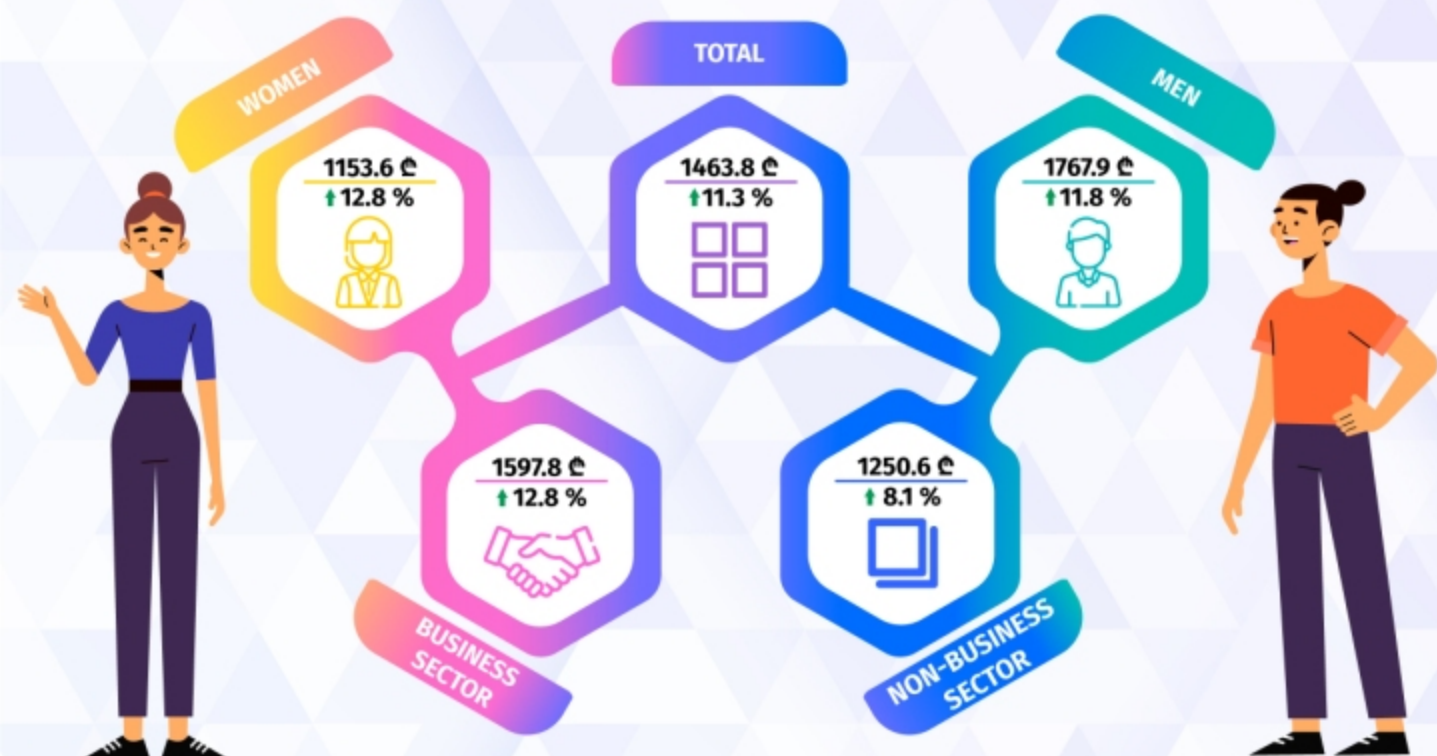 WOMEN
1153.6 ₾
⬆12.8 %
TOTAL
1463.8 ₾
⬆11.3 %
MEN
1767.9 ₾
⬆11.8 %
1597.8 ₾
⬆12.8 %
BUSINESS
SECTOR
1250.6 ₾
⬆8.1 %
NON-BUSINESS
SECTOR